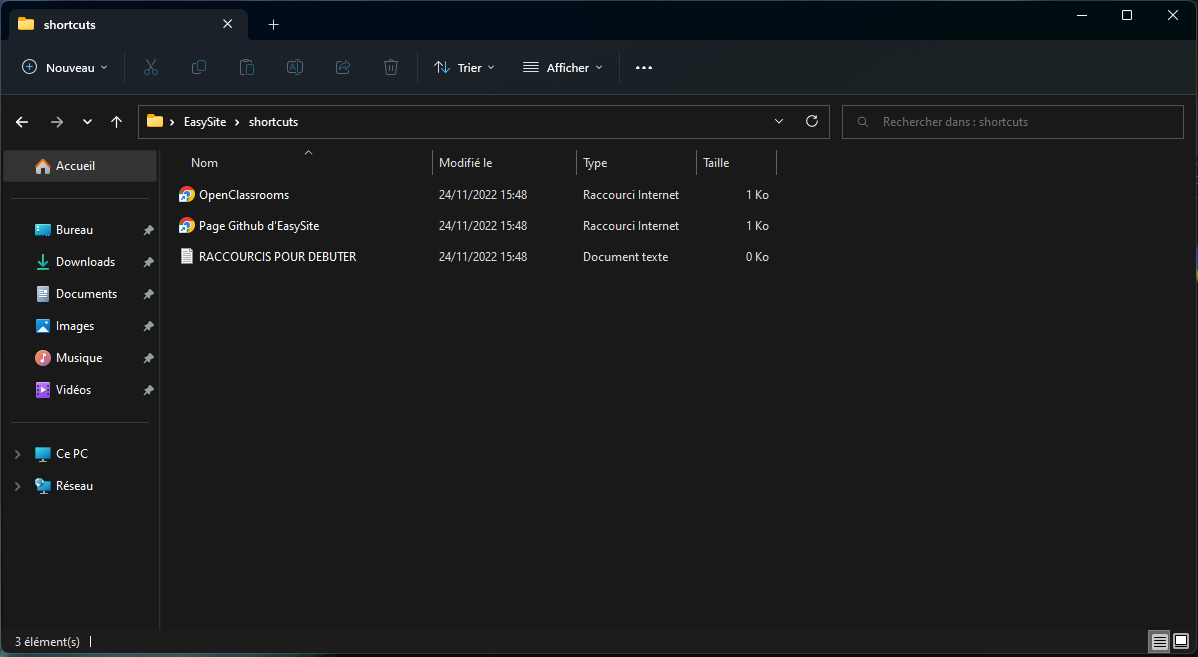 shortcuts
Nouveau Trier Afficher
EasySite shortcuts Rechercher dans : shortcuts
Accueil
Nom Modifié le Type Taille
OpenClassrooms 24/11/2022 15:48 Raccourci Internet 1 Ko
Page Github d'EasySite 24/11/2022 15:48 Raccourci Internet 1 Ko
RACCOURCIS POUR DEBUTER 24/11/2022 15:48 Document texte 0 Ko
Bureau
Downloads
Documents
Images
Musique
Vidéos
Ce PC
Réseau
3 élément(s)